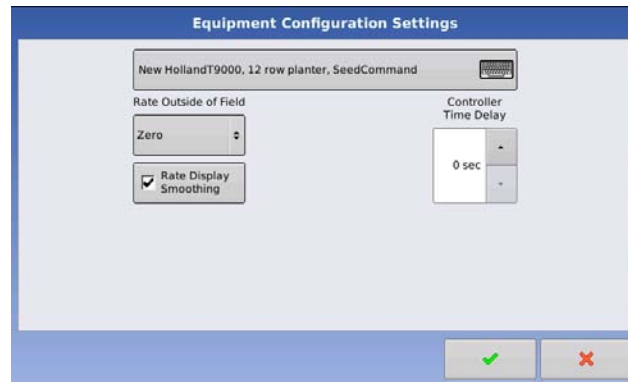 Equipment Configuration Settings
New HollandT9000, 12 row planter, SeedCommand
Rate Outside of Field
Zero
Rate Display
Smoothing
Controller
Time Delay
0 sec